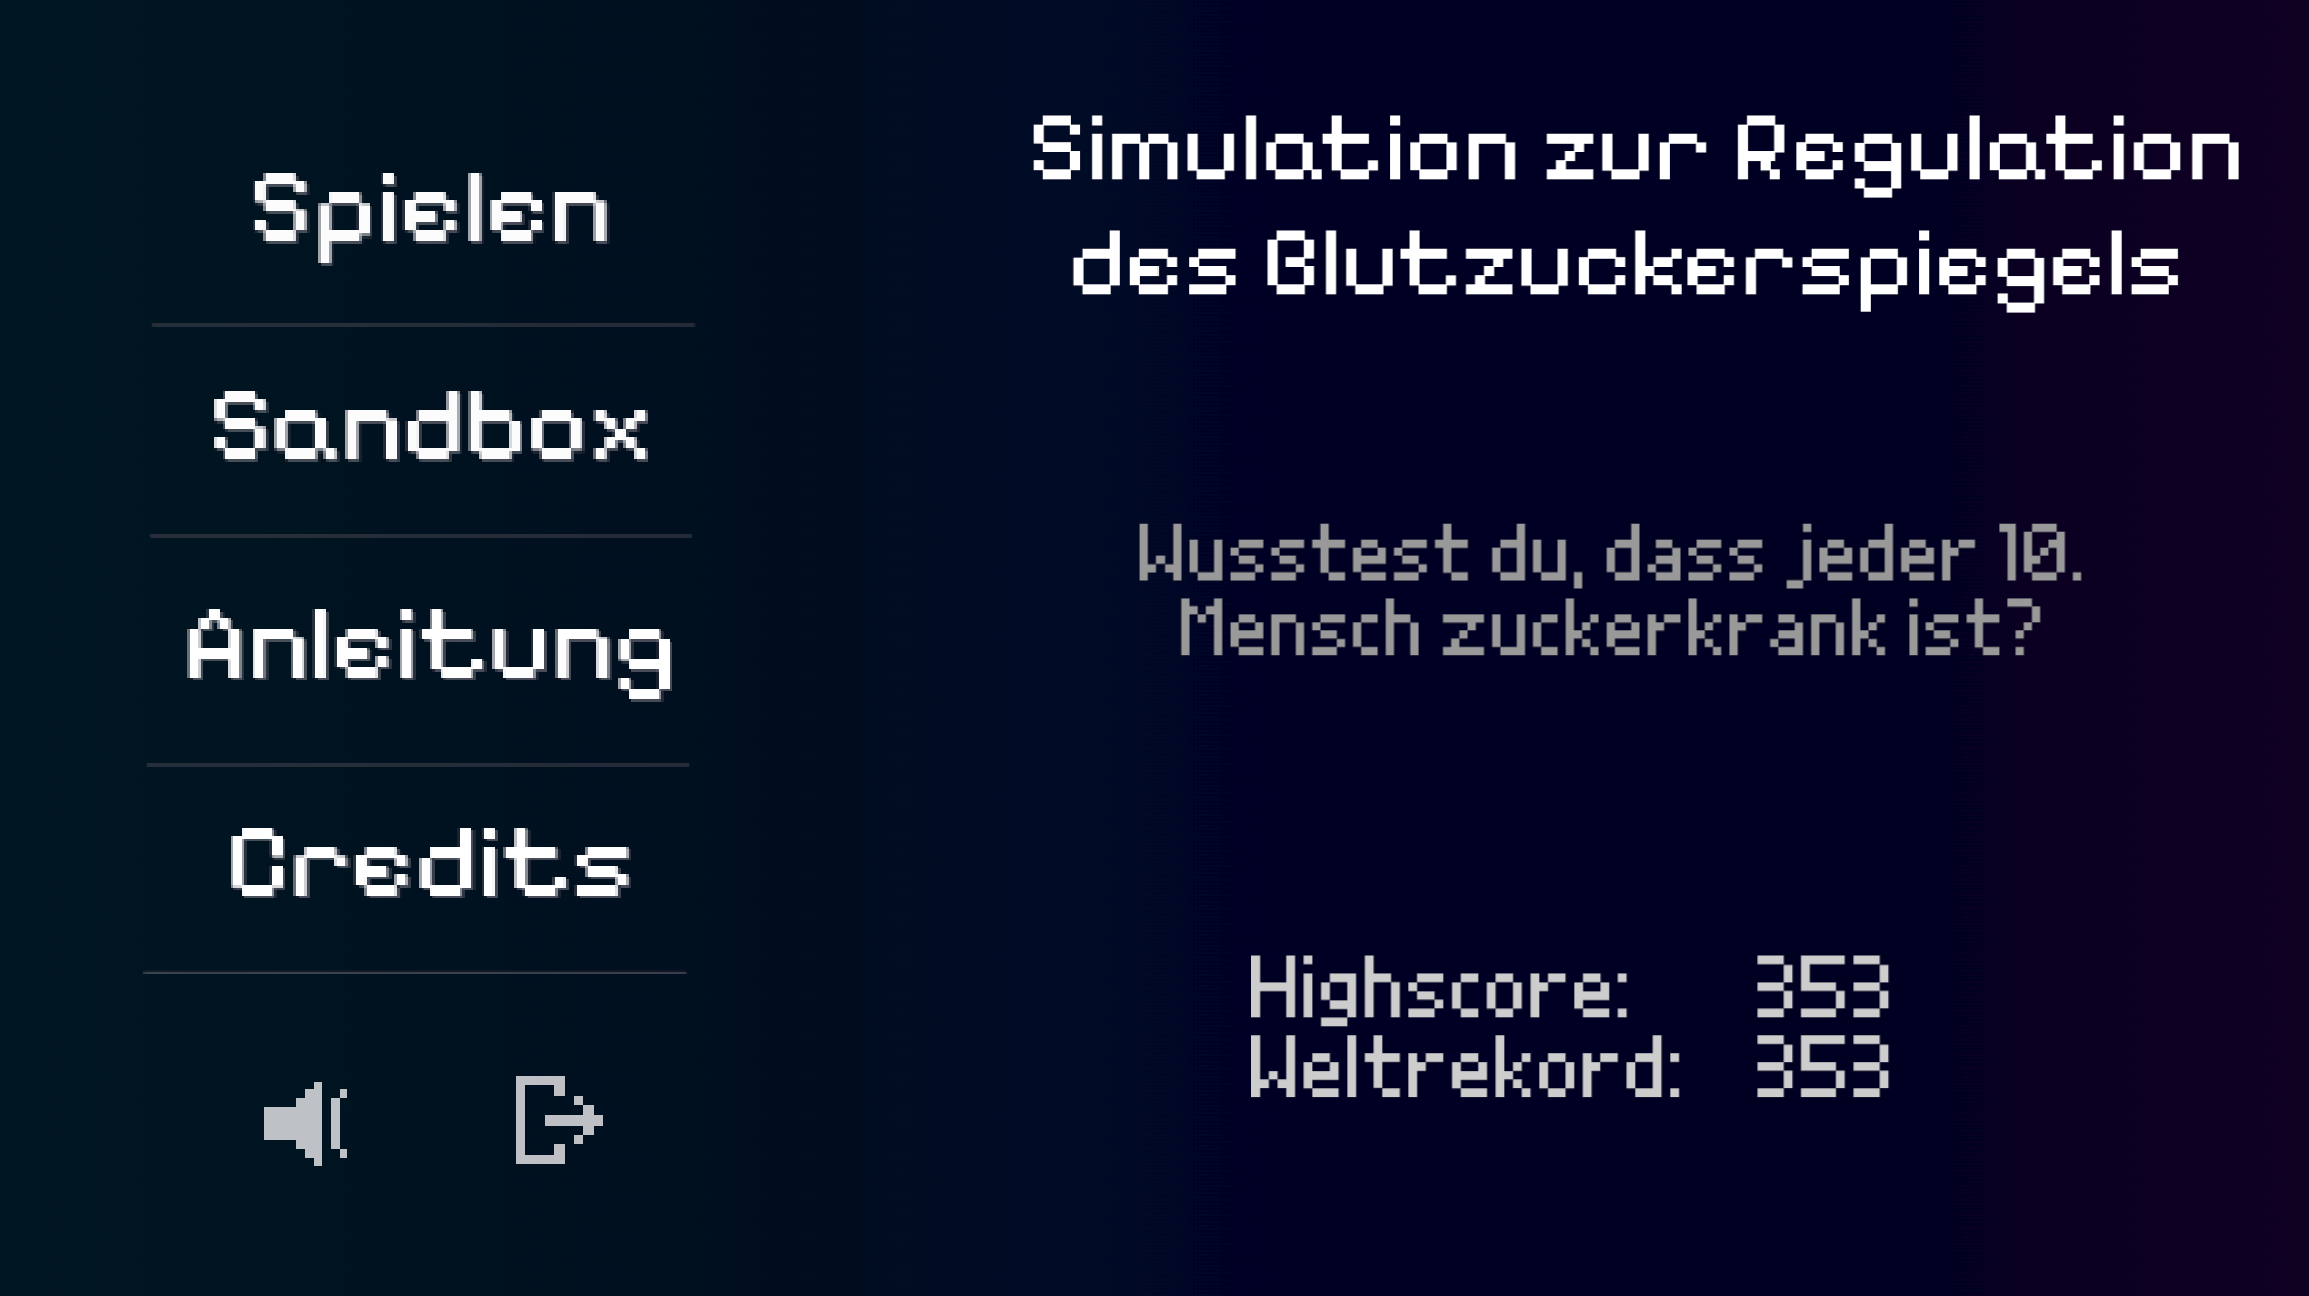 Spielen
Sandbox
Anleitung
Credits
Simulation zur Regulation
des Blutzuckerspiegels
Wusstest du, dass jeder 10.
Mensch zuckerkrank ist?
Highscore: 353
Weltrekord: 353